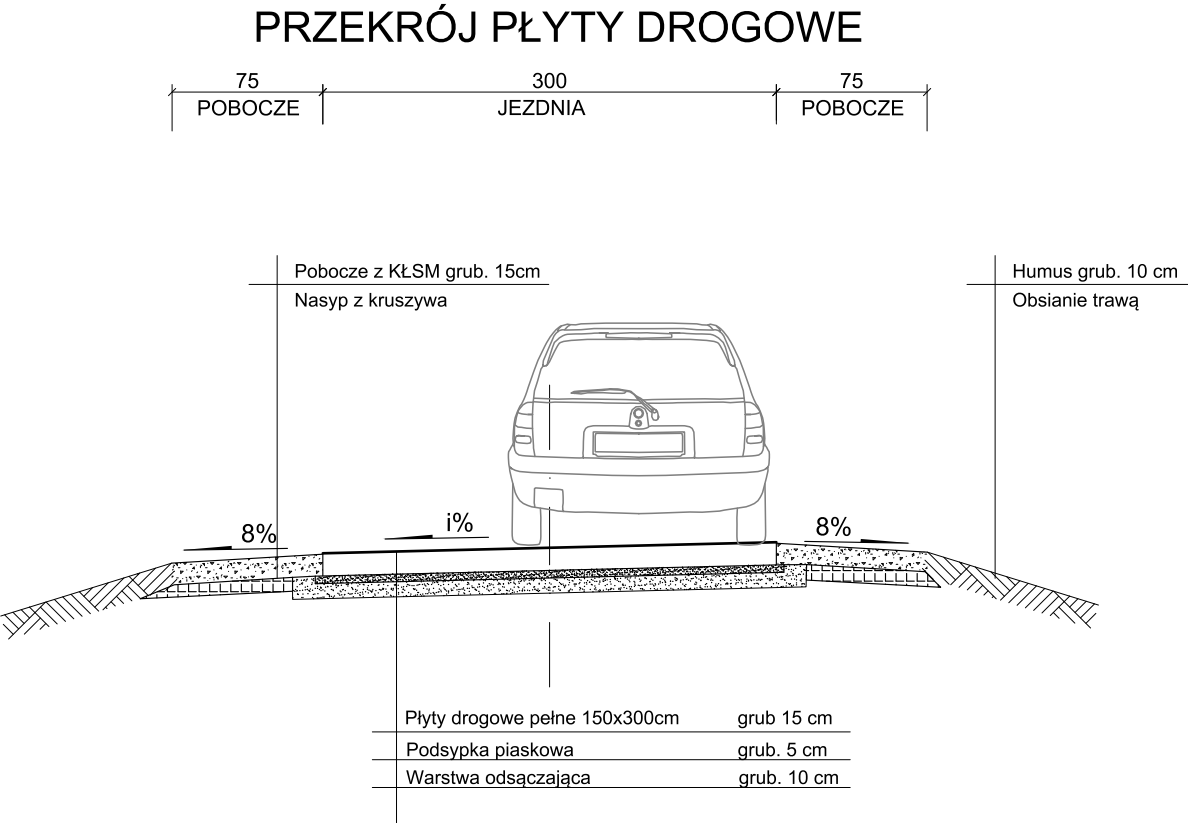 PRZEKRÓJ PŁYTY DROGOWE
75 300 75
POBOCZE JEZDNIA POBOCZE
Pobocze z KŁSM grub. 15cm
Nasyp z kruszywa
Humus grub. 10 cm
Obsianie trawą
8% i% 8%
Płyty drogowe pełne 150x300cm grub 15 cm
Podsypka piaskowa grub. 5 cm
Warstwa odsączająca grub. 10 cm